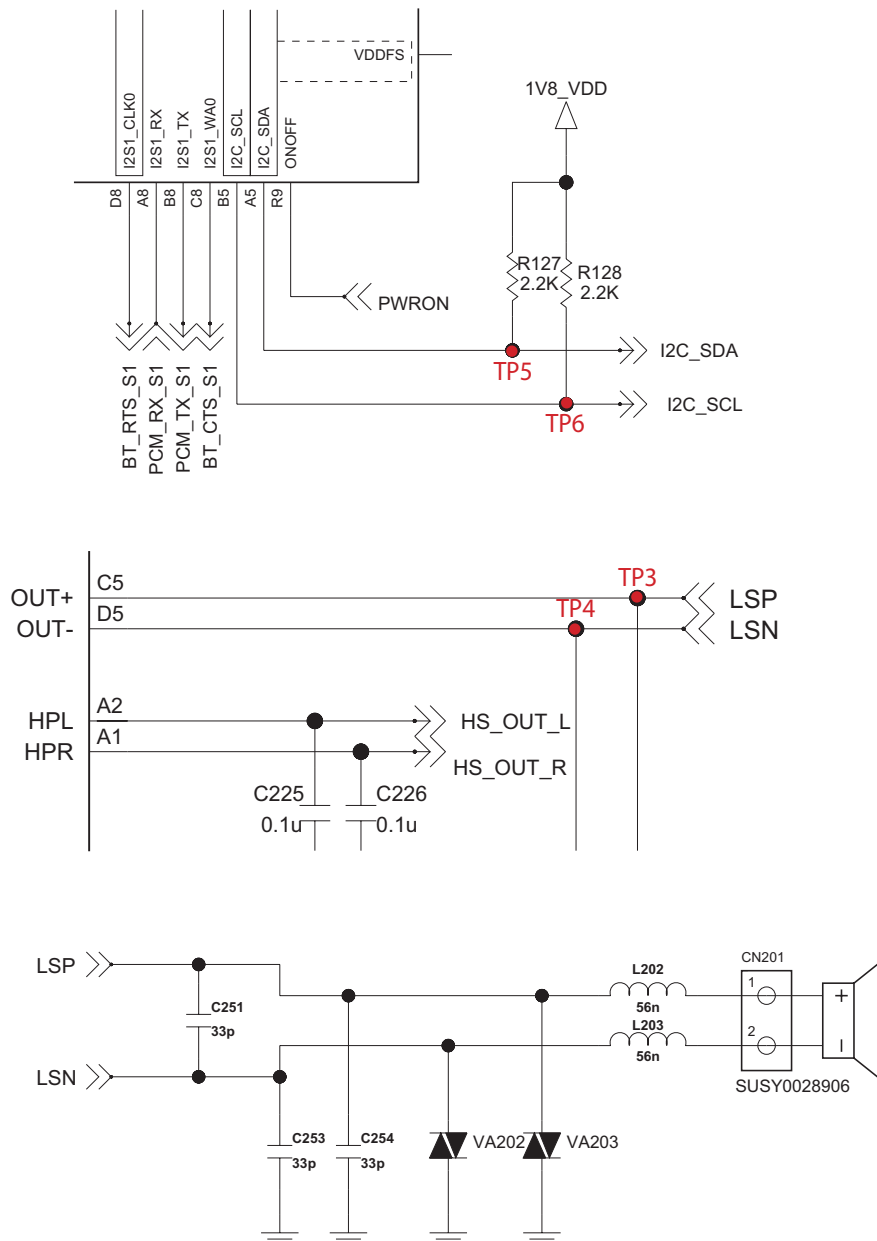 VDDFS
1V8_VDD
I2S1_CLK0
I2S1_RX
I2S1_TX
I2S1_WA0
I2C_SCL
I2C_SDA
ONOFF
D8
A8
B8
C8
B5
A5
R9
R127
2.2K
R128
2.2K
PWRON
I2C_SDA
TP5
I2C_SCL
TP6
BT_RTS_S1
PCM_RX_S1
PCM_TX_S1
BT_CTS_S1
OUT+
C5
TP3
LSP
OUT-
D5
TP4
LSN
HPL
A2
HS_OUT_L
HPR
A1
HS_OUT_R
C225
0.1u
C226
0.1u
LSP
C251
33p
LSN
L202
56n
L203
56n
CN201
1
2
+
–
SUSY0028906
C253
33p
C254
33p
VA202
VA203